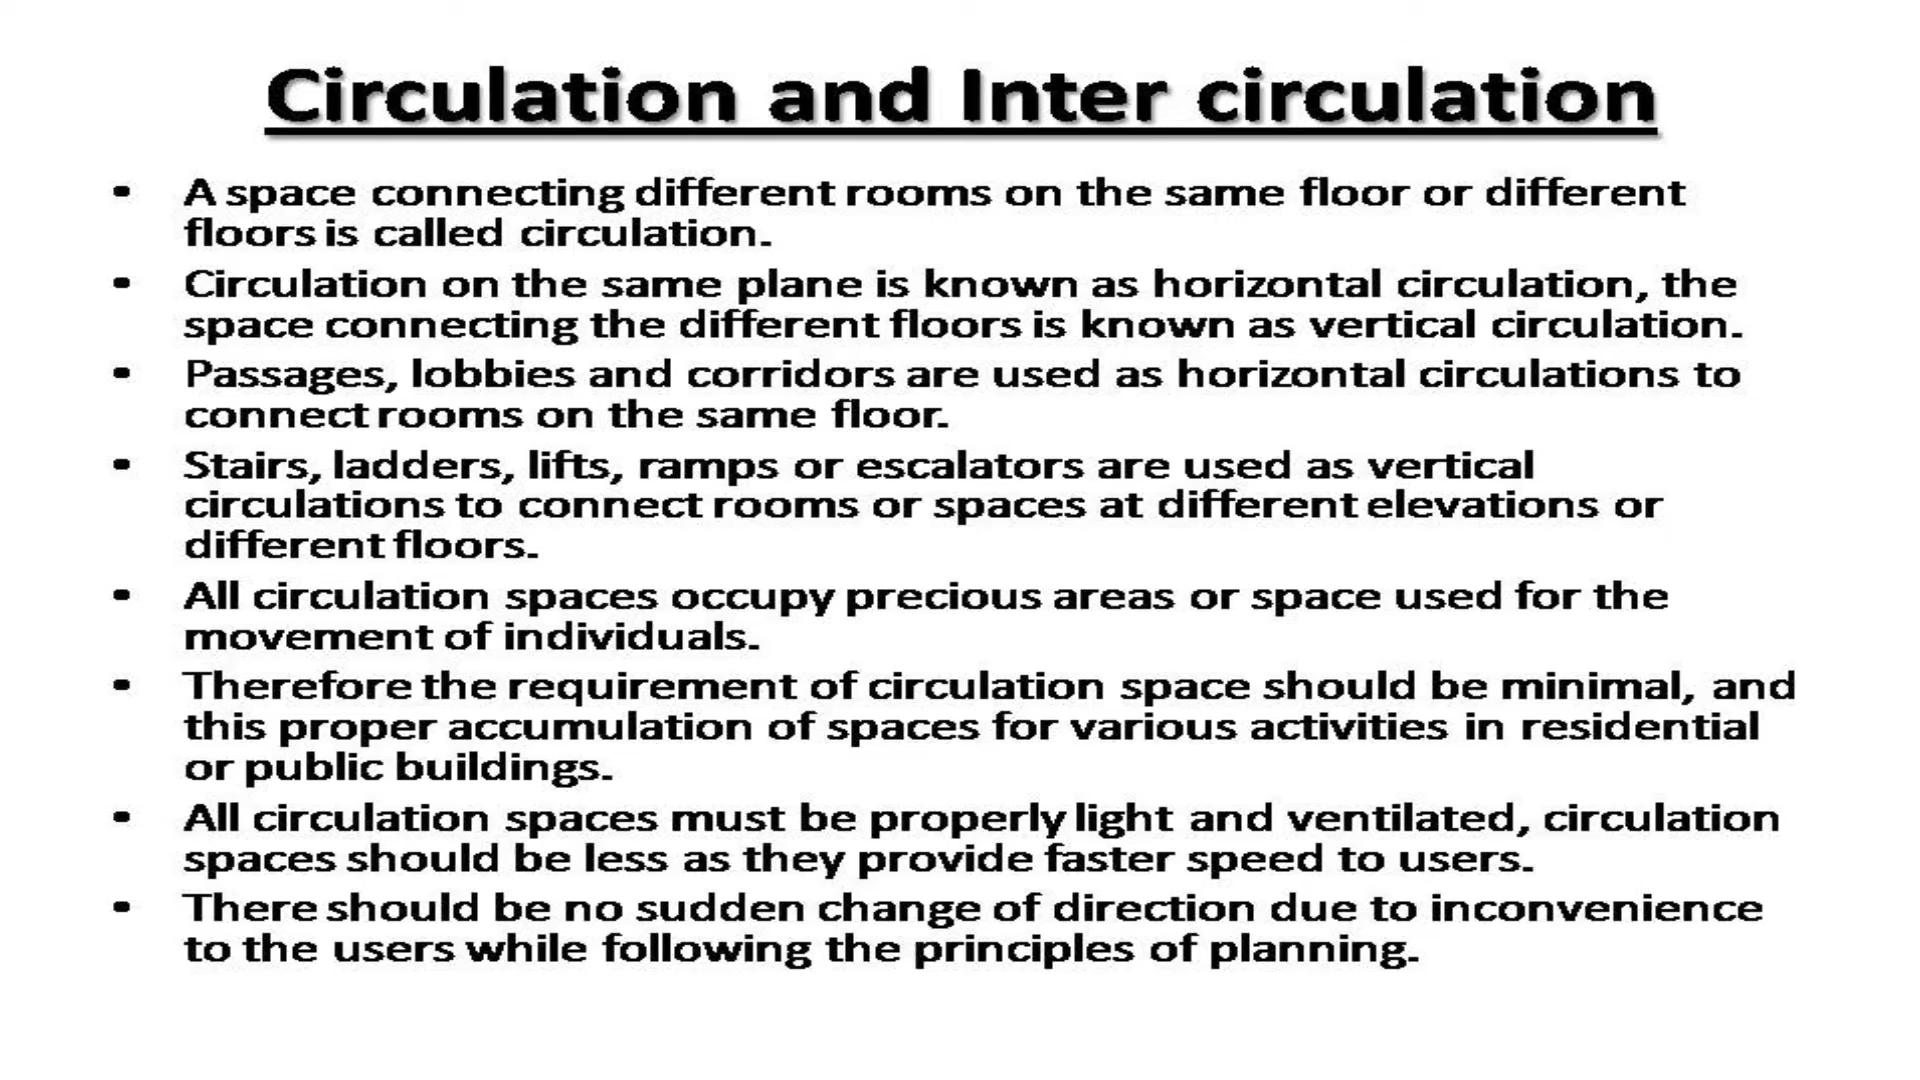 Circulation and Inter circulation
• A space connecting different rooms on the same floor or different
floors is called circulation.
• Circulation on the same plane is known as horizontal circulation, the
space connecting the different floors is known as vertical circulation.
• Passages, lobbies and corridors are used as horizontal circulations to
connect rooms on the same floor.
• Stairs, ladders, lifts, ramps or escalators are used as vertical
circulations to connect rooms or spaces at different elevations or
different floors.
• All circulation spaces occupy precious areas or space used for the
movement of individuals.
• Therefore the requirement of circulation space should be minimal, and
this proper accumulation of spaces for various activities in residential
or public buildings.
• All circulation spaces must be properly light and ventilated, circulation
spaces should be less as they provide faster speed to users.
• There should be no sudden change of direction due to inconvenience
to the users while following the principles of planning.